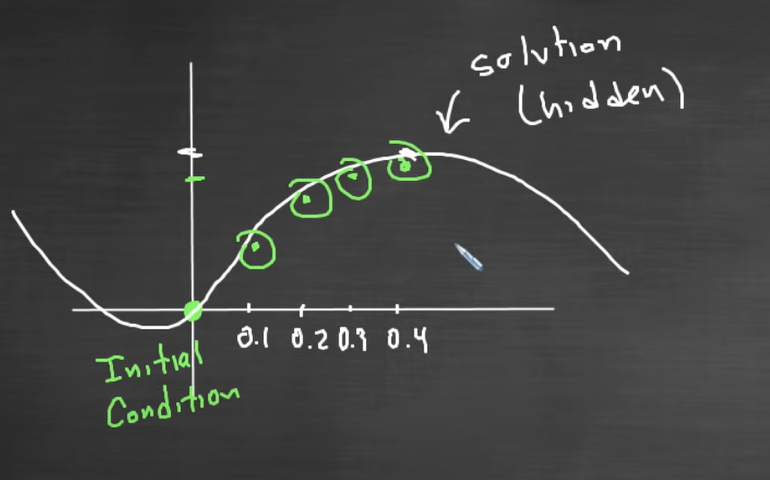 solution
(hidden)
0.1 0.2 0.3 0.4
Initial
Condition